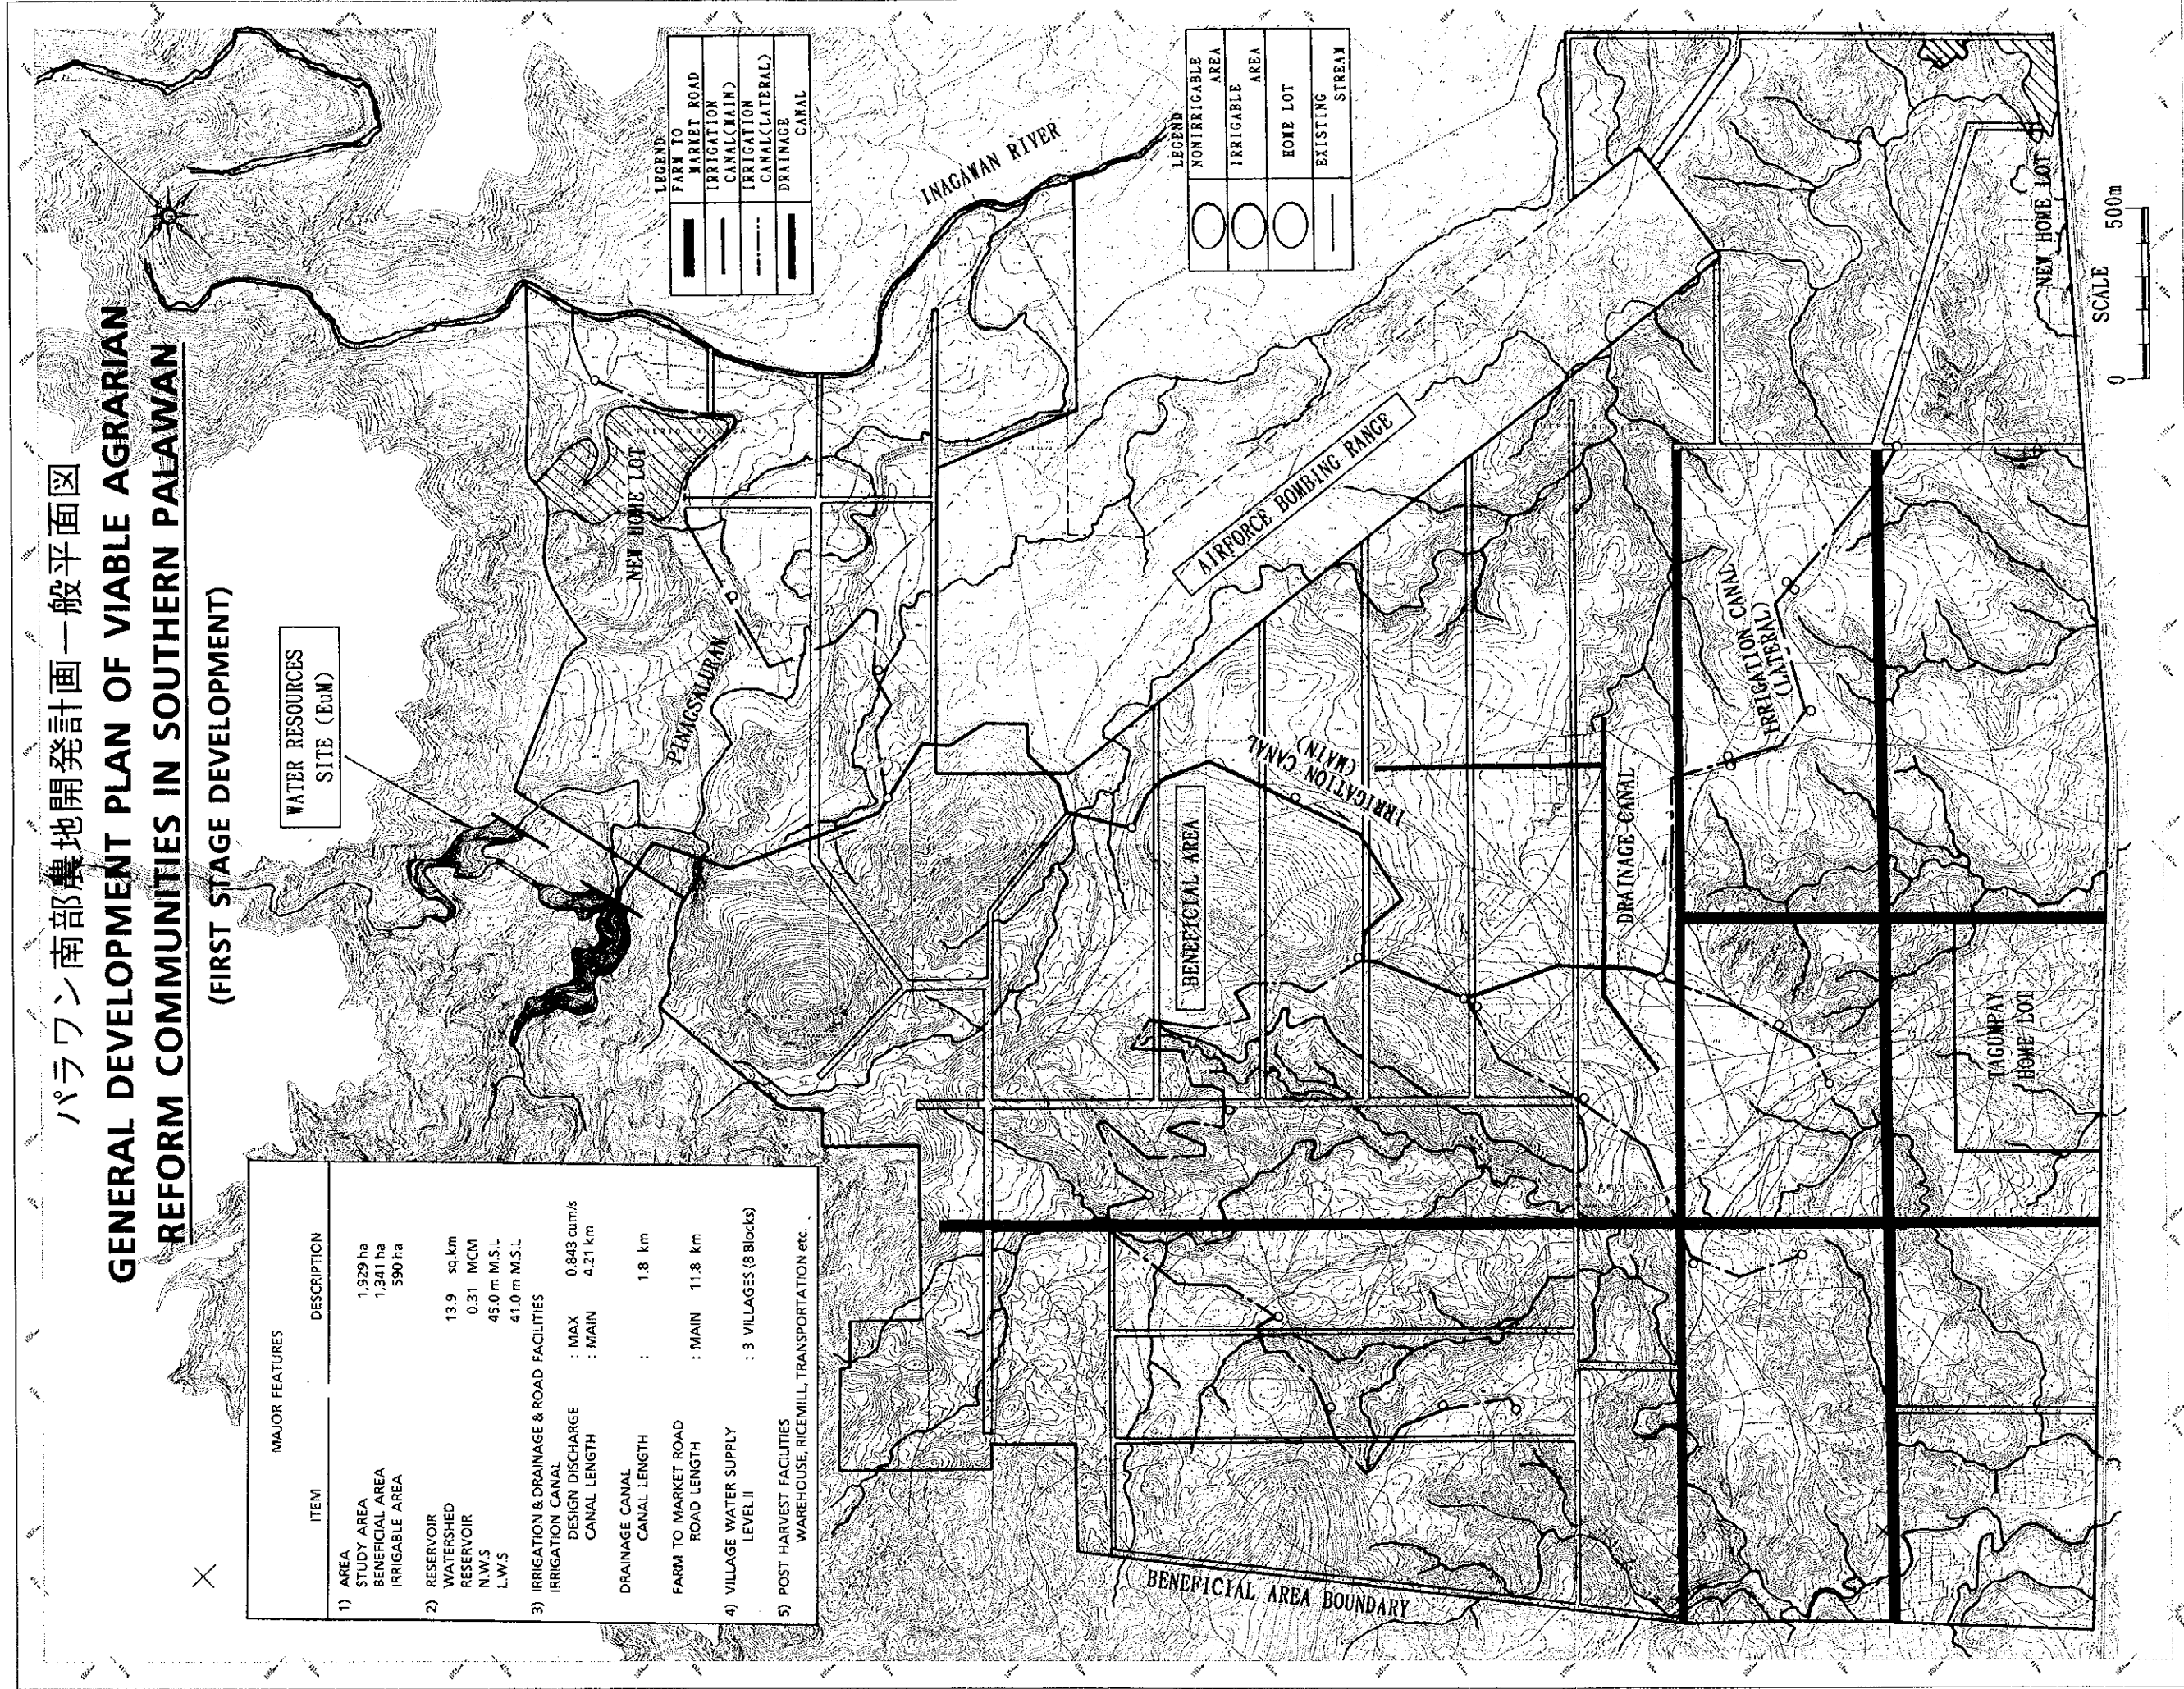 パラワン南部農地開発計画一般平面図
GENERAL DEVELOPMENT PLAN OF VIABLE AGRARIAN
REFORM COMMUNITIES IN SOUTHERN PALAWAN
(FIRST STAGE DEVELOPMENT)
WATER RESOURCES
SITE (EuM)
MAJOR FEATURES
ITEM DESCRIPTION
1) AREA
STUDY AREA 1,929 ha
BENEFICIAL AREA 1,341 ha
IRRIGABLE AREA 590 ha
2) RESERVOIR
WATERSHED 13.9 sq.km
RESERVOIR 0.31 MCM
N.W.S 45.0 m M.S.L
L.W.S 41.0 m M.S.L
3) IRRIGATION & DRAINAGE & ROAD FACILITIES
IRRIGATION CANAL
DESIGN DISCHARGE : MAX 0.843 cum/s
CANAL LENGTH : MAIN 4.21 km
DRAINAGE CANAL
CANAL LENGTH : 1.8 km
FARM TO MARKET ROAD
ROAD LENGTH : MAIN 11.8 km
4) VILLAGE WATER SUPPLY
LEVEL II : 3 VILLAGES (8 Blocks)
5) POST HARVEST FACILITIES
WAREHOUSE, RICEMILL, TRANSPORTATION etc.
LEGEND
FARM TO
MARKET ROAD
IRRIGATION
CANAL(MAIN)
IRRIGATION
CANAL(LATERAL)
DRAINAGE
CANAL
INAGAWAN RIVER
NEW HOME LOT
PINAGSALURAN
LEGEND
NONIRRIGABLE
AREA
IRRIGABLE
AREA
HOME LOT
EXISTING
STREAM
AIRFORCE BOMBING RANGE
BENEFICIAL AREA
IRRIGATION CANAL
(MAIN)
DRAINAGE CANAL
IRRIGATION CANAL
(LATERAL)
BENEFICIAL AREA BOUNDARY
TAGUMPAY
HOME LOT
NEW HOME LOT
SCALE
0 500m